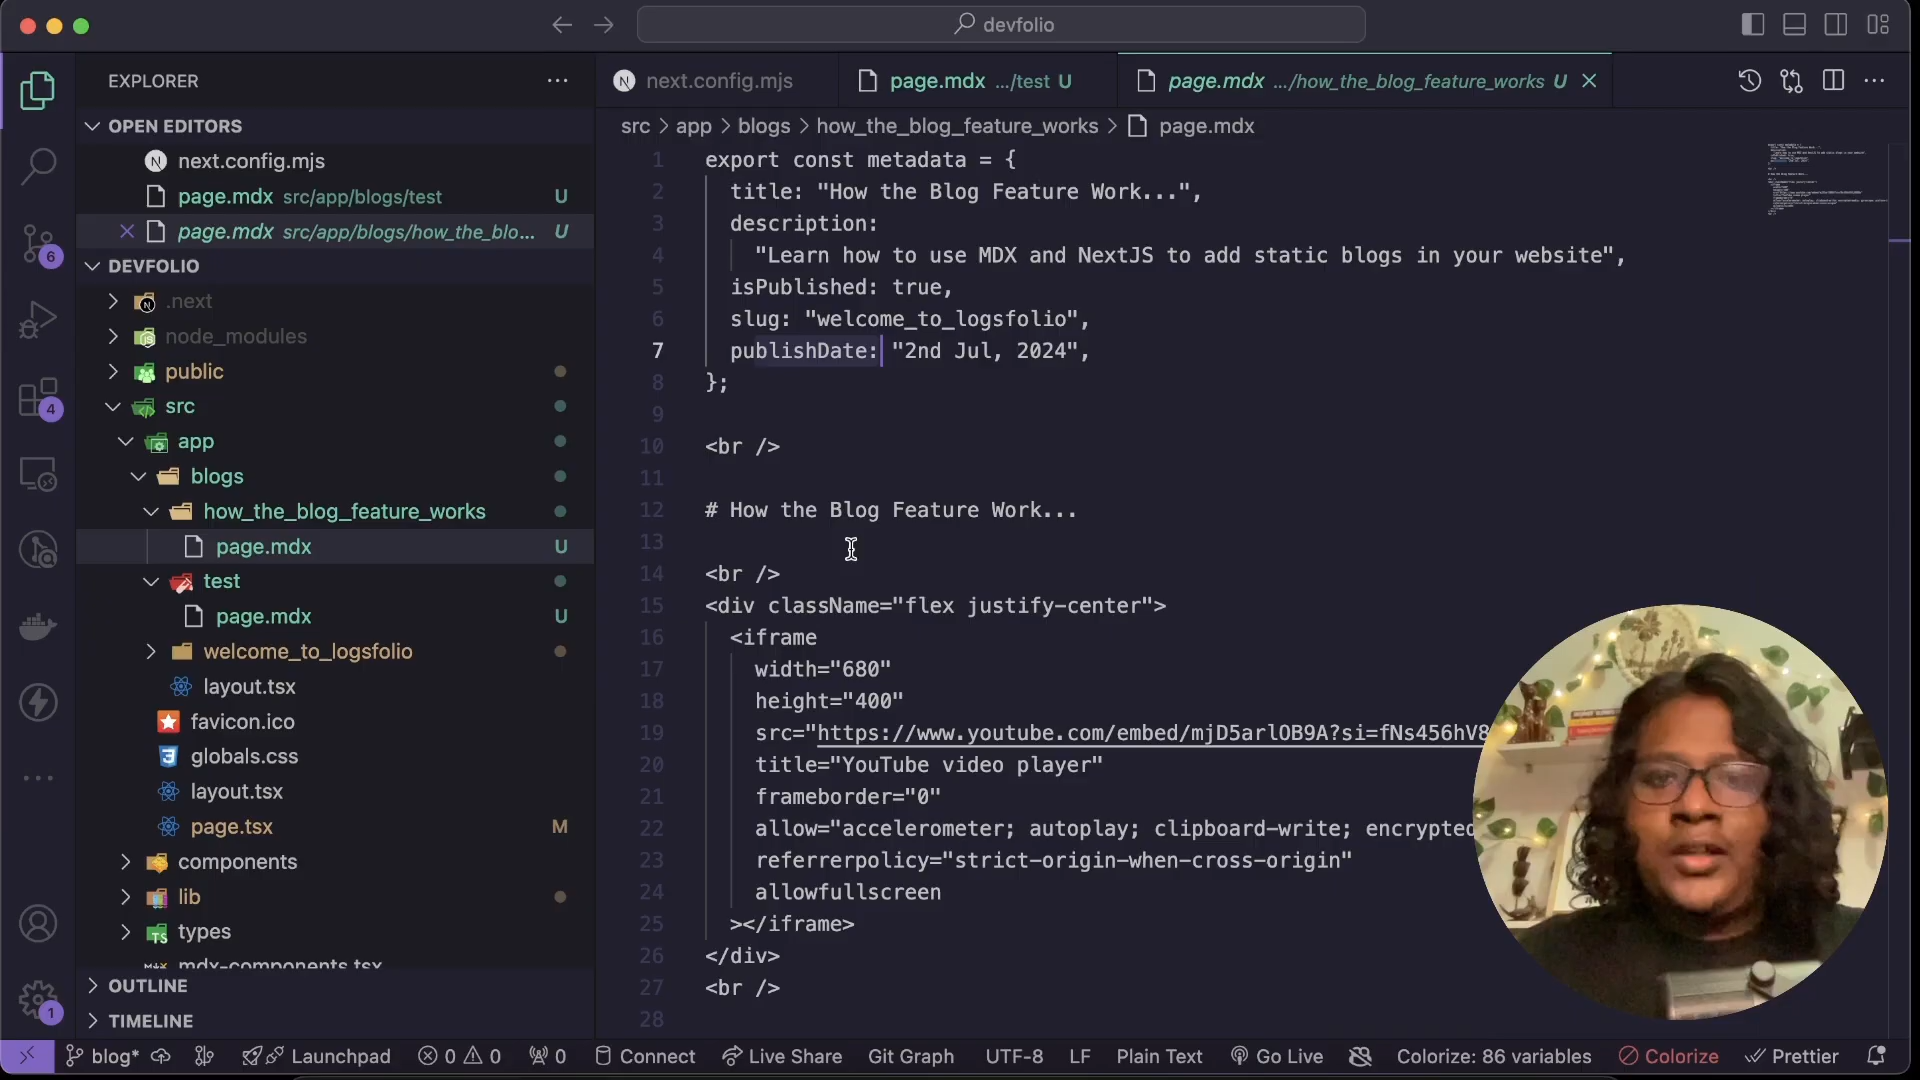 devfolio
EXPLORER
OPEN EDITORS
next.config.mjs
page.mdx src/app/blogs/test U
page.mdx src/app/blogs/how_the_blo... U
DEVFOLIO
.next
node_modules
public
src
app
blogs
how_the_blog_feature_works
page.mdx U
test
page.mdx U
welcome_to_logsfolio
layout.tsx
favicon.ico
globals.css
layout.tsx
page.tsx M
components
lib
types
mdx-components.tsx
OUTLINE
TIMELINE
6
4
1
next.config.mjs
page.mdx .../test U
page.mdx .../how_the_blog_feature_works U
src > app > blogs > how_the_blog_feature_works > page.mdx
1 export const metadata = {
2 title: "How the Blog Feature Work...",
3 description:
4 "Learn how to use MDX and NextJS to add static blogs in your website",
5 isPublished: true,
6 slug: "welcome_to_logsfolio",
7 publishDate: "2nd Jul, 2024",
8 };
9
10 <br />
11
12 # How the Blog Feature Work...
13
14 <br />
15 <div className="flex justify-center">
16 <iframe
17 width="680"
18 height="400"
19 src="https://www.youtube.com/embed/mjD5arlOB9A?si=fNs456hV8
20 title="YouTube video player"
21 frameborder="0"
22 allow="accelerometer; autoplay; clipboard-write; encrypted
23 referrerpolicy="strict-origin-when-cross-origin"
24 allowfullscreen
25 ></iframe>
26 </div>
27 <br />
28
blog* Launchpad 0 0 0 Connect Live Share Git Graph UTF-8 LF Plain Text Go Live Colorize: 86 variables Colorize Prettier